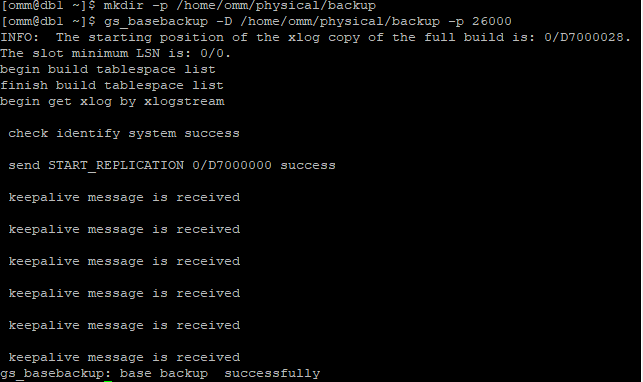 [omm@db1 ~]$ mkdir -p /home/omm/physical/backup
[omm@db1 ~]$ gs_basebackup -D /home/omm/physical/backup -p 26000
INFO:  The starting position of the xlog copy of the full build is: 0/D7000028.
The slot minimum LSN is: 0/0.
begin build tablespace list
finish build tablespace list
begin get xlog by xlogstream
check identify system success
send START_REPLICATION 0/D7000000 success
keepalive message is received
keepalive message is received
keepalive message is received
keepalive message is received
keepalive message is received
keepalive message is received
gs_basebackup: base backup  successfully